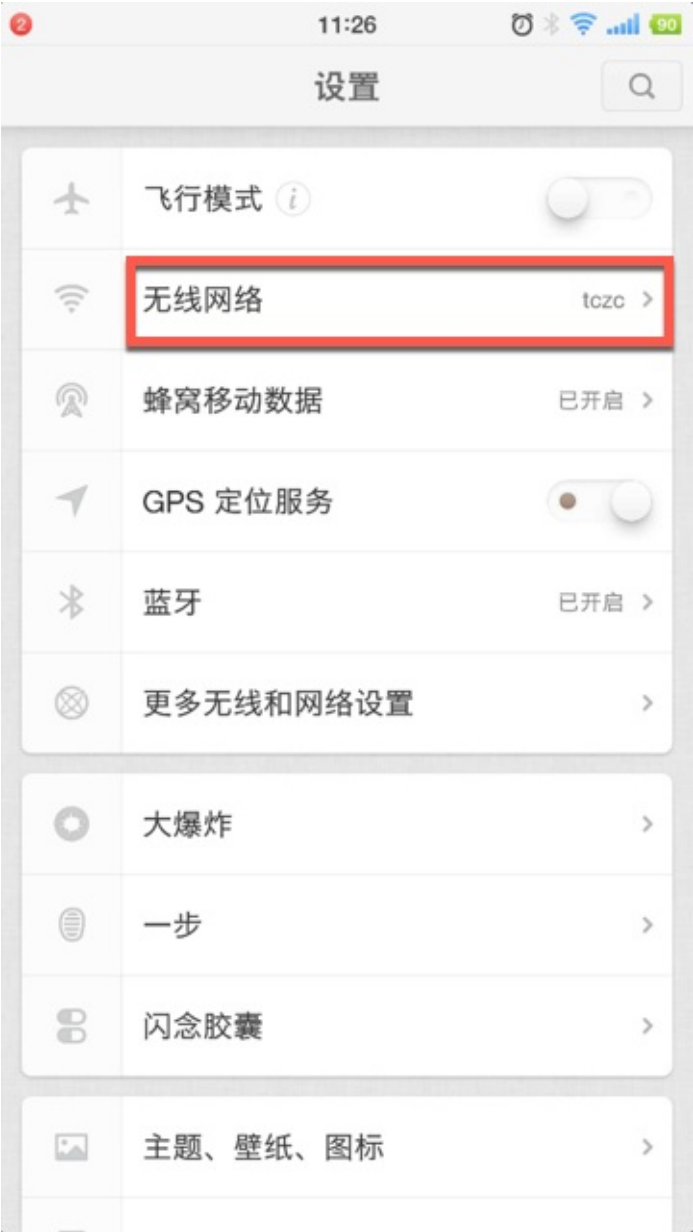 2 11:26 90
设置
飞行模式 i
无线网络 tczc
蜂窝移动数据 已开启
GPS 定位服务
蓝牙 已开启
更多无线和网络设置
大爆炸
一步
闪念胶囊
主题、壁纸、图标